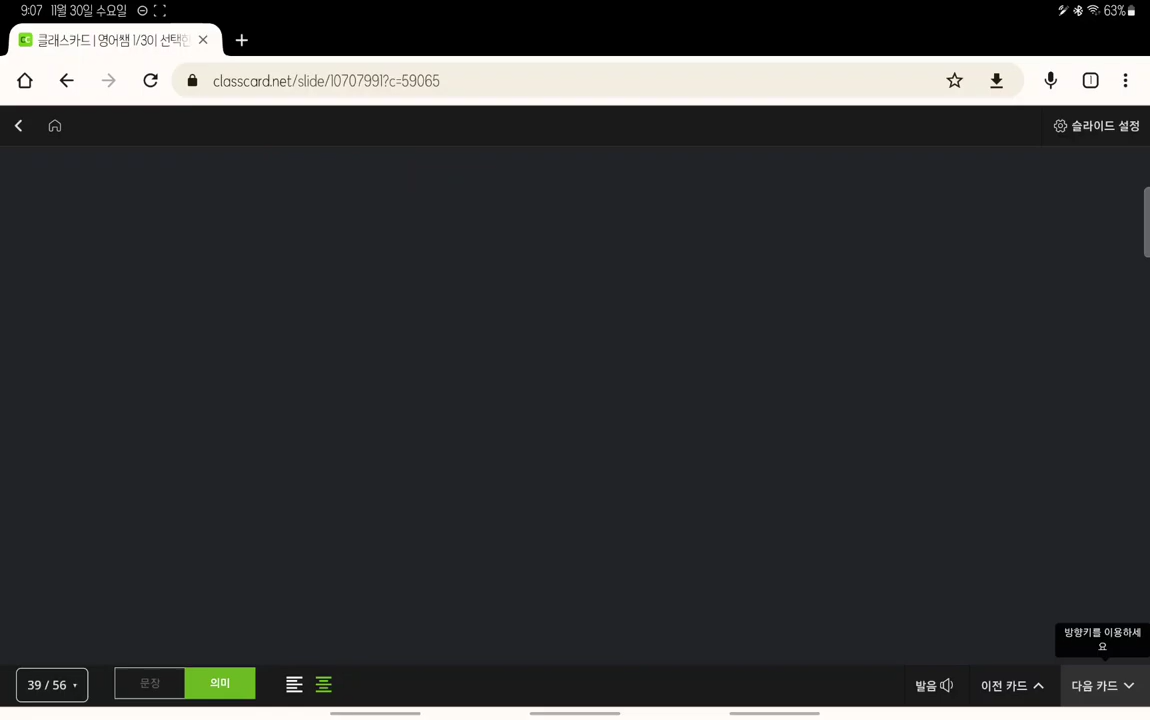 9:07 11월 30일 수요일 63%
클래스카드 | 영어쌤 1/3이 선택한
classcard.net/slide/10707991?c=59065
슬라이드 설정
방향키를 이용하세
요
39 / 56 문장 의미 발음 이전 카드 다음 카드